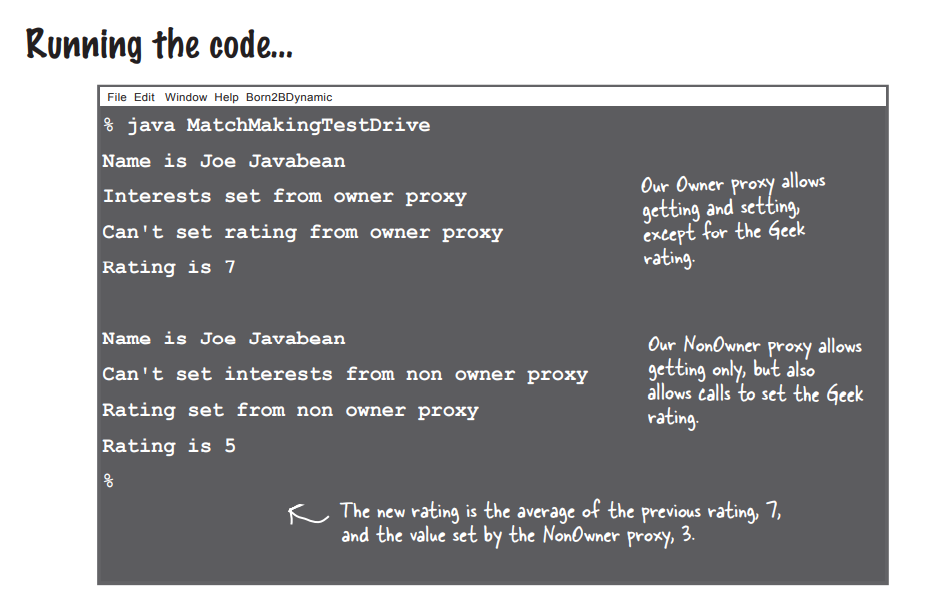 Running the code...
File Edit Window Help Born2BDynamic
% java MatchMakingTestDrive
Name is Joe Javabean
Interests set from owner proxy
Can't set rating from owner proxy
Rating is 7
Our Owner proxy allows
getting and setting,
except for the Geek
rating.
Name is Joe Javabean
Can't set interests from non owner proxy
Rating set from non owner proxy
Rating is 5
%
Our NonOwner proxy allows
getting only, but also
allows calls to set the Geek
rating.
The new rating is the average of the previous rating, 7,
and the value set by the NonOwner proxy, 3.